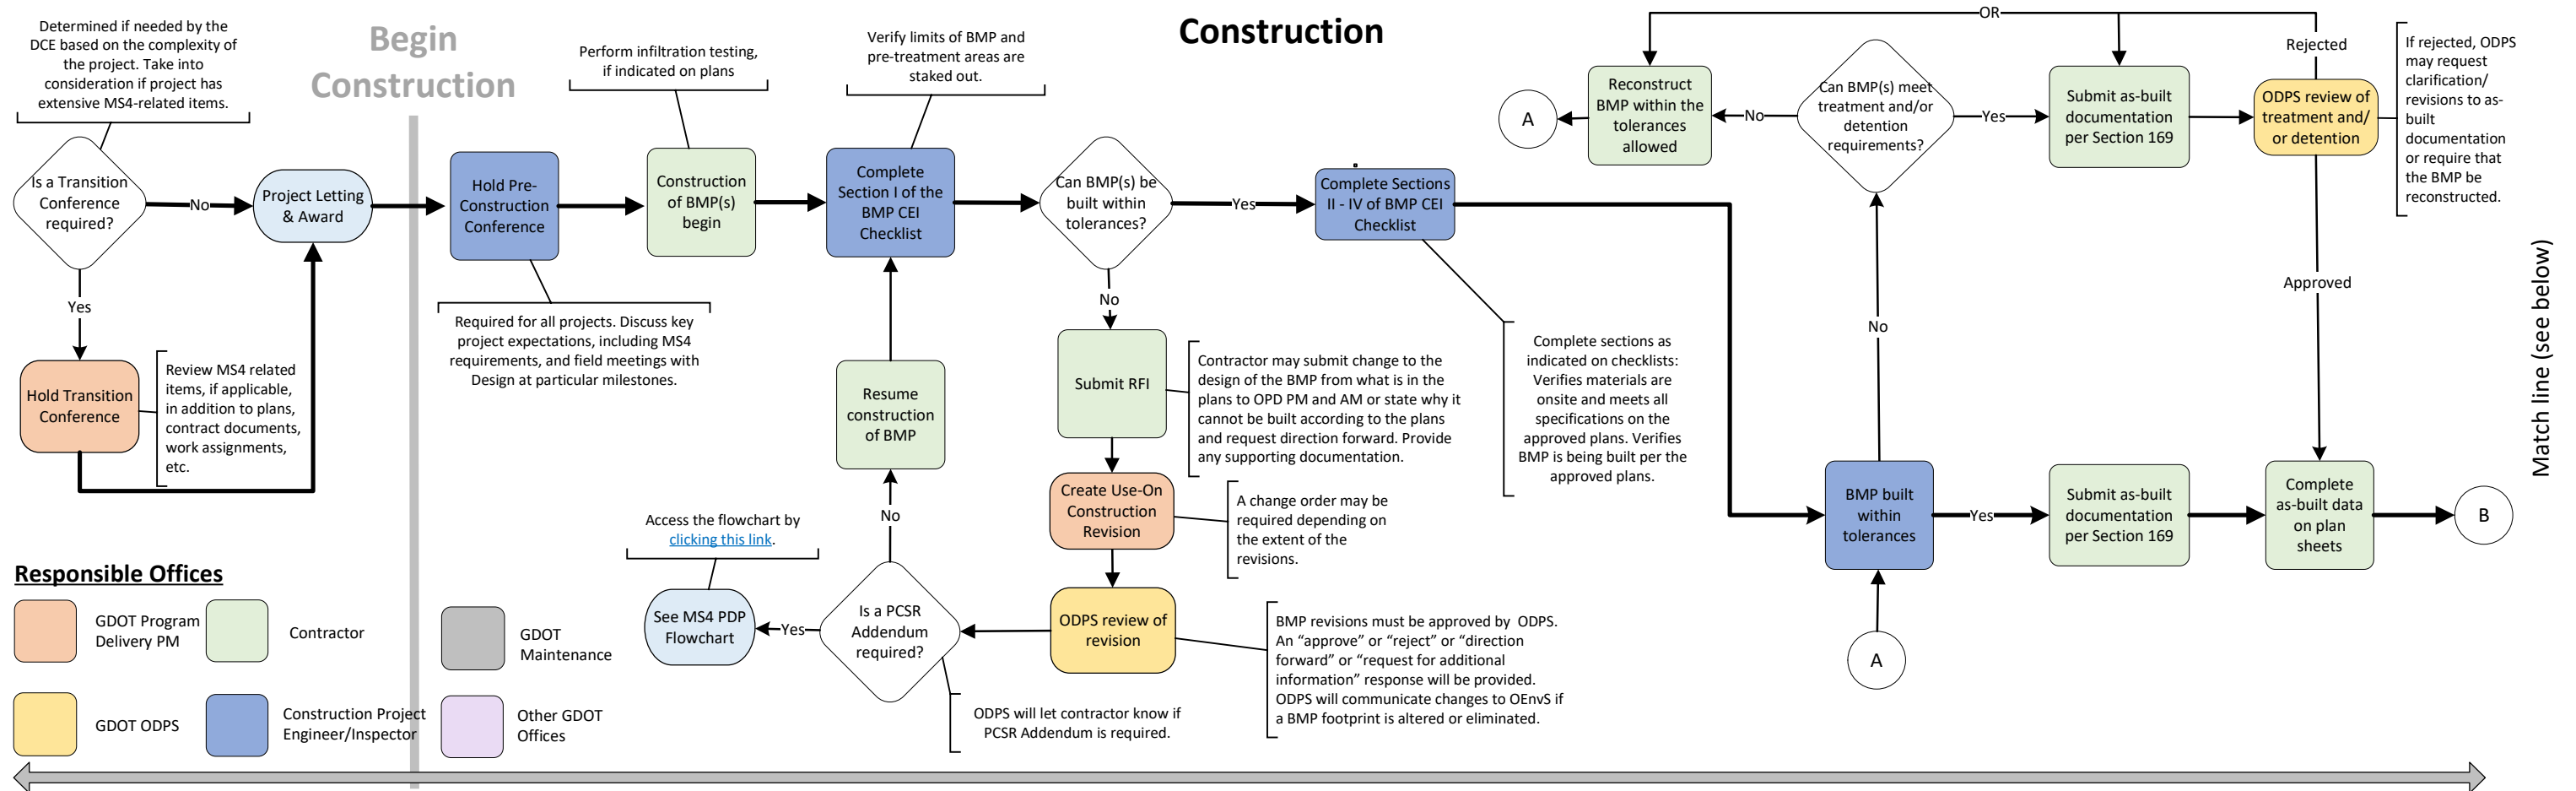 Construction
Begin
Construction
Determined if needed by the
DCE based on the complexity of
the project. Take into
consideration if project has
extensive MS4-related items.
Is a Transition
Conference
required?
No
Yes
Hold Transition
Conference
Review MS4 related
items, if applicable,
in addition to plans,
contract documents,
work assignments,
etc.
Project Letting
& Award
Hold Pre-
Construction
Conference
Required for all projects. Discuss key
project expectations, including MS4
requirements, and field meetings with
Design at particular milestones.
Perform infiltration testing,
if indicated on plans
Construction
of BMP(s)
begin
Verify limits of BMP and
pre-treatment areas are
staked out.
Complete
Section I of the
BMP CEI
Checklist
Can BMP(s) be
built within
tolerances?
Yes
No
Submit RFI
Contractor may submit change to the
design of the BMP from what is in the
plans to OPD PM and AM or state why it
cannot be built according to the plans
and request direction forward. Provide
any supporting documentation.
Create Use-On
Construction
Revision
A change order may be
required depending on
the extent of the
revisions.
ODPS review of
revision
BMP revisions must be approved by ODPS.
An “approve” or “reject” or “direction
forward” or “request for additional
information” response will be provided.
ODPS will communicate changes to OEnvS if
a BMP footprint is altered or eliminated.
Is a PCSR
Addendum
required?
ODPS will let contractor know if
PCSR Addendum is required.
Yes
See MS4 PDP
Flowchart
Access the flowchart by
clicking this link.
No
Resume
construction
of BMP
Complete Sections
II - IV of BMP CEI
Checklist
Complete sections as
indicated on checklists:
Verifies materials are
onsite and meets all
specifications on the
approved plans. Verifies
BMP is being built per the
approved plans.
BMP built
within
tolerances
A
No
Yes
Can BMP(s) meet
treatment and/or
detention
requirements?
No
Reconstruct
BMP within the
tolerances
allowed
A
Yes
Submit as-built
documentation
per Section 169
ODPS review of
treatment and/
or detention
Rejected
OR
If rejected, ODPS
may request
clarification/
revisions to as-
built
documentation
or require that
the BMP be
reconstructed.
Approved
Submit as-built
documentation
per Section 169
Complete
as-built data
on plan
sheets
B
Match line (see below)
Responsible Offices
GDOT Program
Delivery PM
Contractor
GDOT
Maintenance
GDOT ODPS
Construction Project
Engineer/Inspector
Other GDOT
Offices